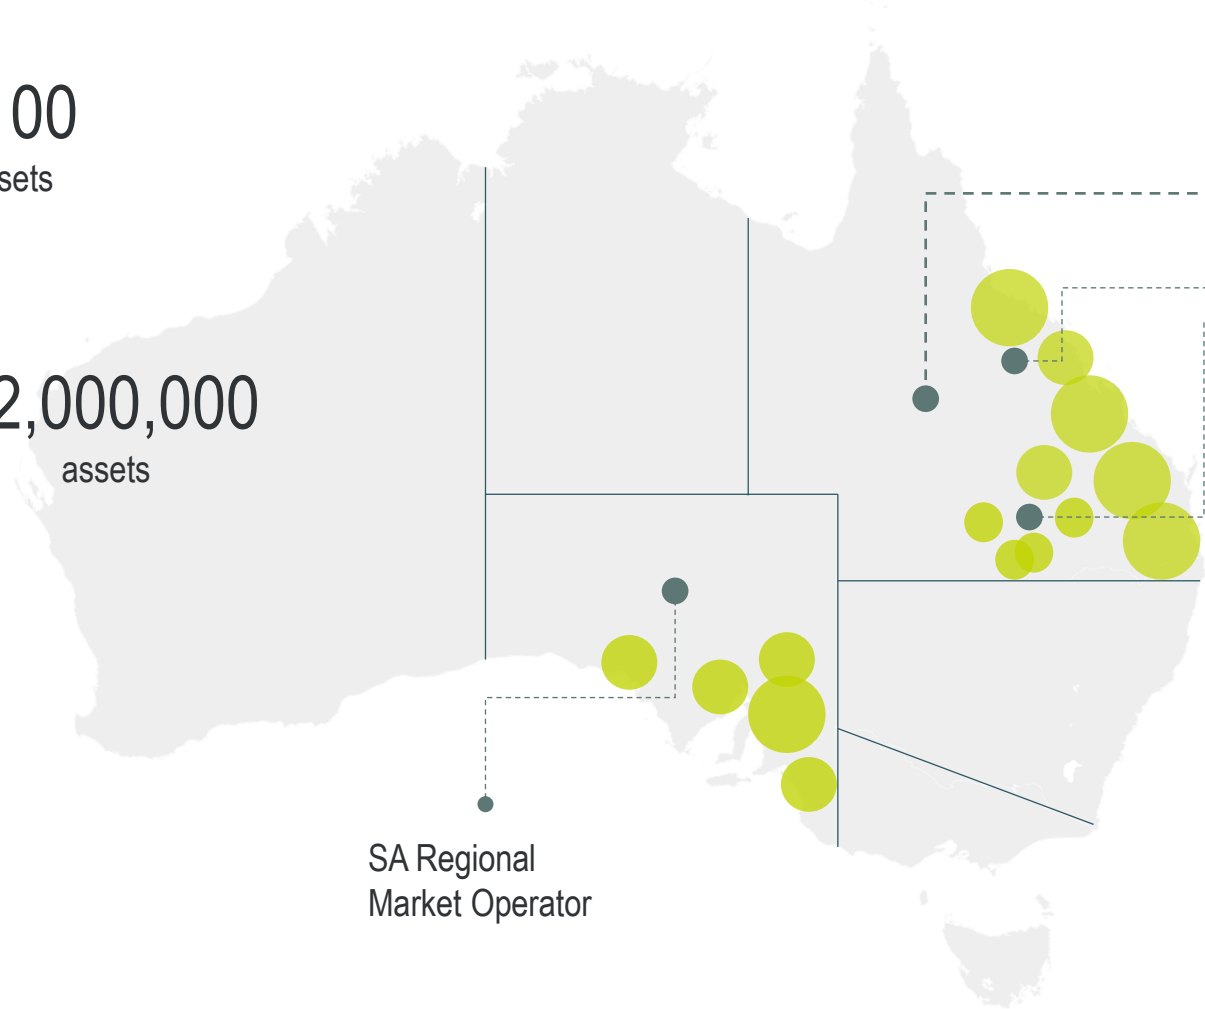 00
sets
2,000,000
assets
SA Regional
Market Operator